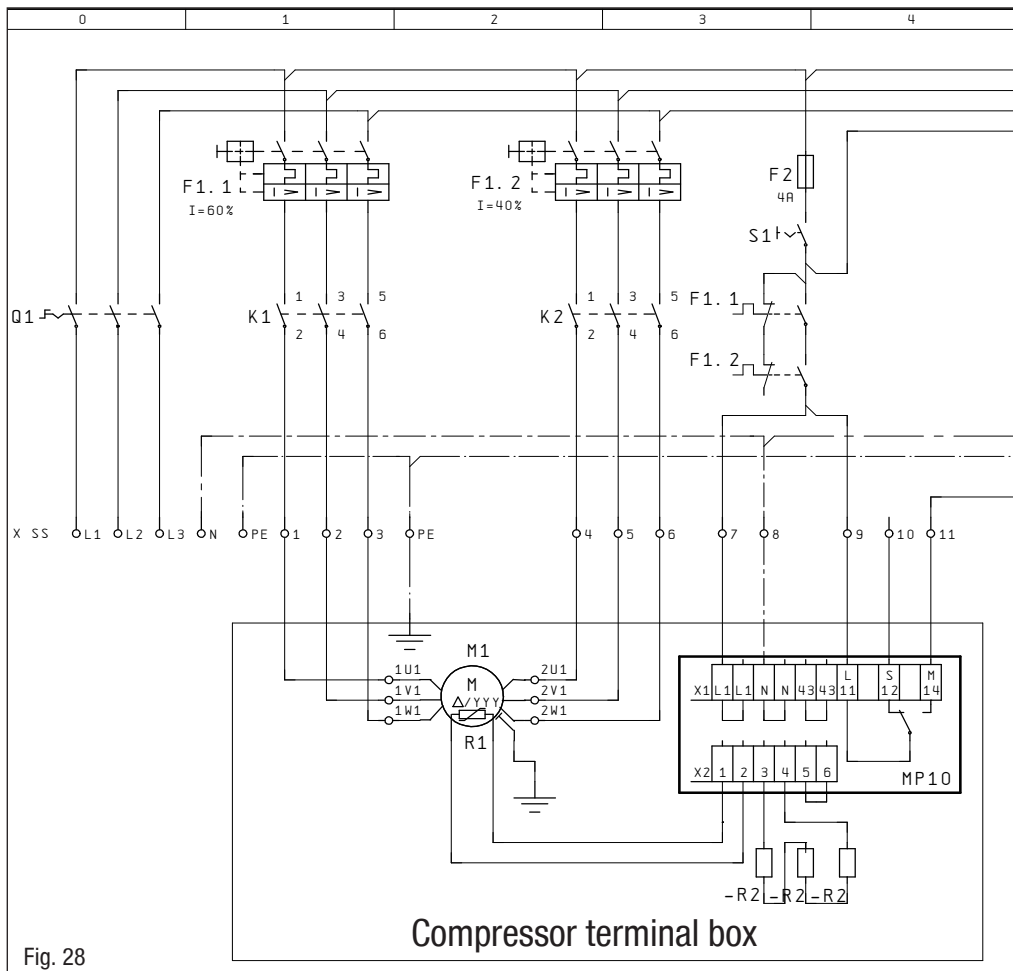 0 1 2 3 4
F1.1
I=60%
F1.2
I=40%
I > I > I >
I > I > I >
F2
4A
S1
Q1
K1
1 3 5
2 4 6
K2
1 3 5
2 4 6
F1.1
F1.2
X SS L1 L2 L3 N PE 1 2 3 PE 4 5 6 7 8 9 10 11
M1
1U1
1V1
1W1
M
Δ/YYY
R1
2U1
2V1
2W1
L S M
X1 L1 L1 N N 43 43 11 12 14
X2 1 2 3 4 5 6
MP10
-R2 -R2 -R2
Compressor terminal box
Fig. 28